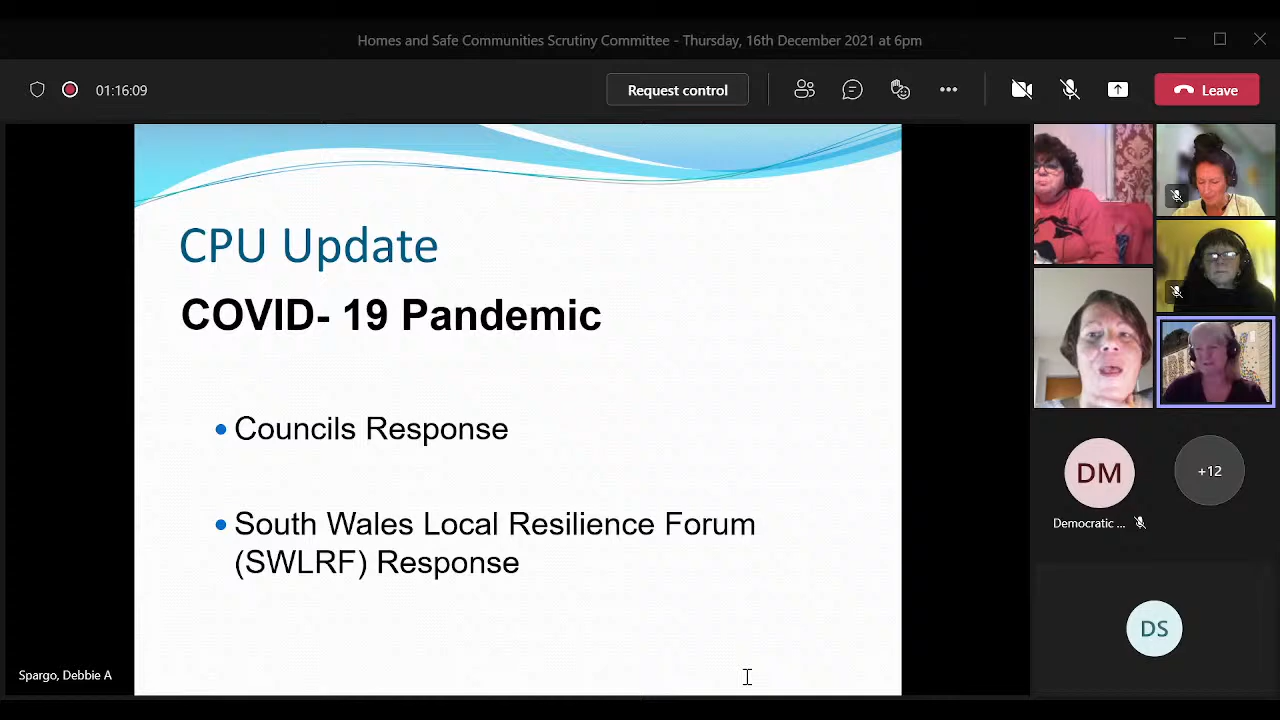 Homes and Safe Communities Scrutiny Committee - Thursday, 16th December 2021 at 6pm
01:16:09
Request control
Leave
CPU Update
COVID- 19 Pandemic
• Councils Response
• South Wales Local Resilience Forum
(SWLRF) Response
DM
+12
Democratic ...
DS
Spargo, Debbie A